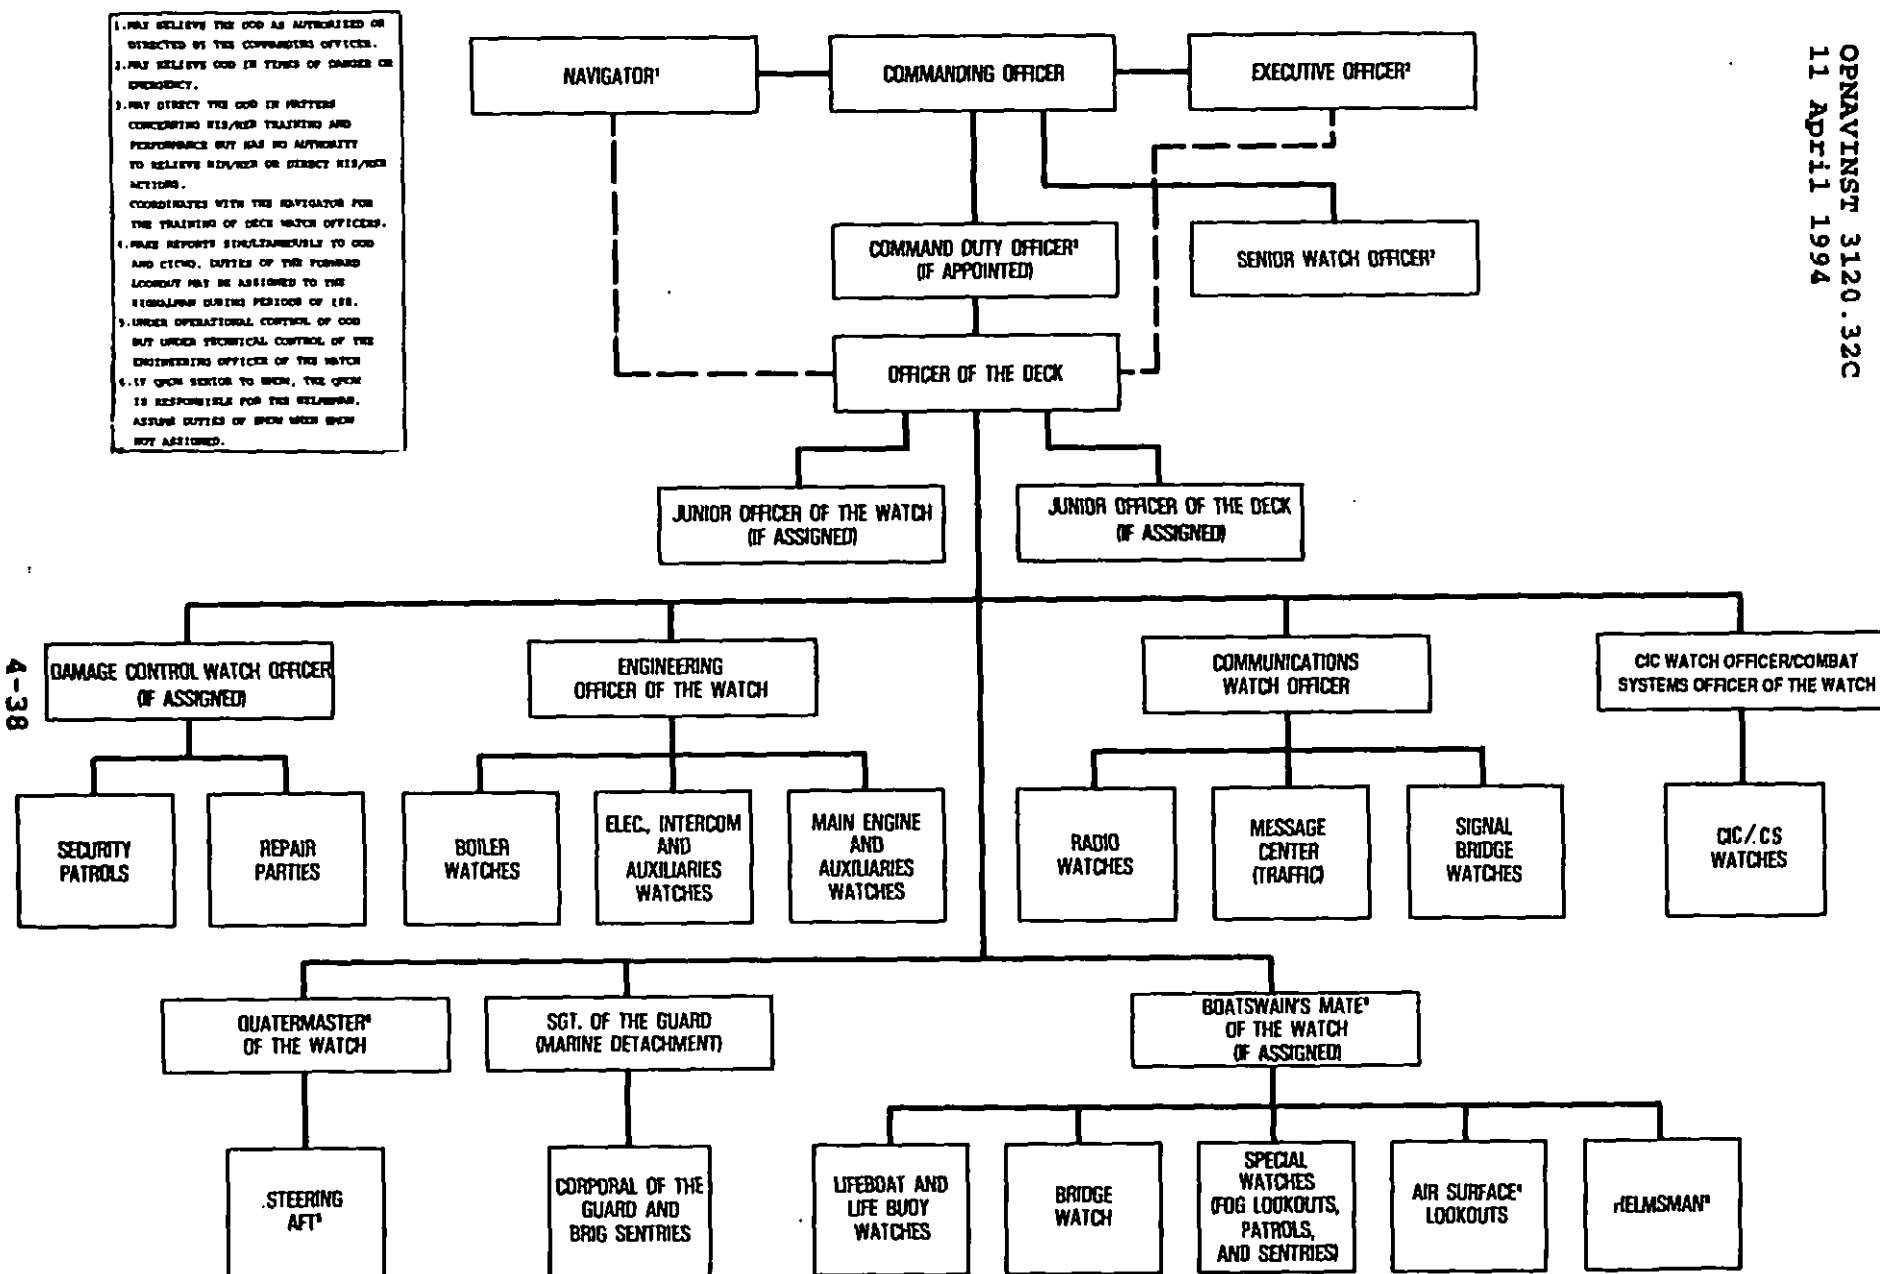 OPNAVINST 3120.32C
11 April 1994
1.MAY RELIEVE THE OOD AS AUTHORIZED OR
DIRECTED BY THE COMMANDING OFFICER.
2.MAY RELIEVE OOD IN TIMES OF DANGER OR
EMERGENCY.
3.MAY DIRECT THE OOD IN MATTERS
CONCERNING HIS/HER TRAINING AND
PERFORMANCE BUT HAS NO AUTHORITY
TO RELIEVE HIM/HER OR DIRECT HIS/HER
ACTIONS.
COORDINATES WITH THE NAVIGATOR FOR
THE TRAINING OF DECK WATCH OFFICERS.
4.MAKE REPORTS SIMULTANEOUSLY TO OOD
AND CICWO. DUTIES OF THE FORWARD
LOOKOUT MAY BE ASSIGNED TO THE
SIGNALMAN DURING PERIODS OF
5.UNDER OPERATIONAL CONTROL OF OOD
BUT UNDER TECHNICAL CONTROL OF THE
ENGINEERING OFFICER OF THE WATCH
6.IF QMOW SENIOR TO BMOW, THE QMOW
IS RESPONSIBLE FOR THE HELMSMAN.
ASSUME DUTIES OF BMOW WHEN BMOW
NOT ASSIGNED.
NAVIGATOR¹
COMMANDING OFFICER
EXECUTIVE OFFICER²
COMMAND DUTY OFFICER²
(IF APPOINTED)
SENIOR WATCH OFFICER³
OFFICER OF THE DECK
JUNIOR OFFICER OF THE WATCH
(IF ASSIGNED)
JUNIOR OFFICER OF THE DECK
(IF ASSIGNED)
DAMAGE CONTROL WATCH OFFICER
(IF ASSIGNED)
ENGINEERING
OFFICER OF THE WATCH
COMMUNICATIONS
WATCH OFFICER
CIC WATCH OFFICER/COMBAT
SYSTEMS OFFICER OF THE WATCH
SECURITY
PATROLS
REPAIR
PARTIES
BOILER
WATCHES
ELEC., INTERCOM
AND
AUXILIARIES
WATCHES
MAIN ENGINE
AND
AUXILIARIES
WATCHES
RADIO
WATCHES
MESSAGE
CENTER
(TRAFFIC)
SIGNAL
BRIDGE
WATCHES
CIC/.CS
WATCHES
QUATERMASTER⁶
OF THE WATCH
SGT. OF THE GUARD
(MARINE DETACHMENT)
BOATSWAIN'S MATE⁶
OF THE WATCH
(IF ASSIGNED)
STEERING
AFT⁵
CORPORAL OF THE
GUARD AND
BRIG SENTRIES
LIFEBOAT AND
LIFE BUOY
WATCHES
BRIDGE
WATCH
SPECIAL
WATCHES
(FOG LOOKOUTS,
PATROLS,
AND SENTRIES)
AIR SURFACE⁴
LOOKOUTS
HELMSMAN⁶
4-38